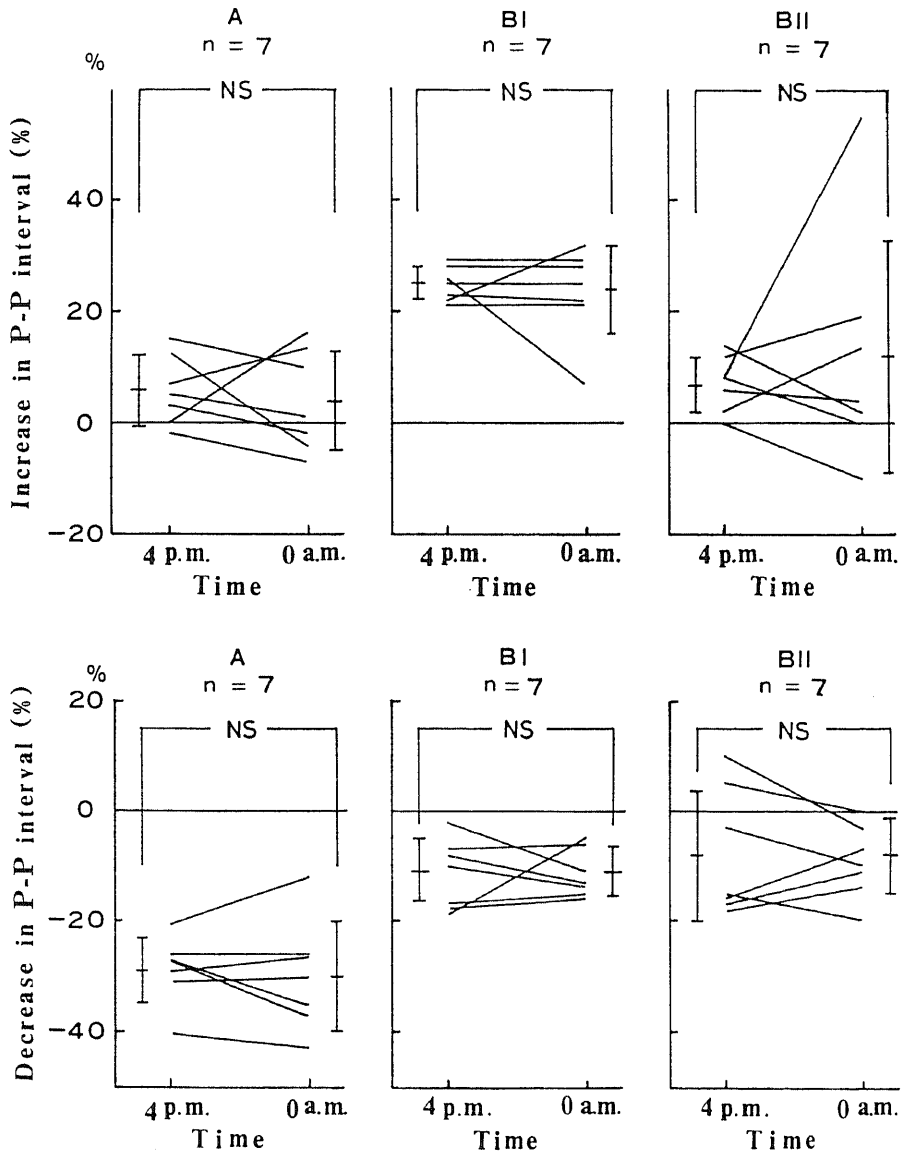 A
n = 7
BI
n = 7
BII
n = 7
%
NS
NS
NS
Increase in P-P interval (%)
40
20
0
−20
4 p.m.
0 a.m.
Time
4 p.m.
0 a.m.
Time
4 p.m.
0 a.m.
Time
A
n = 7
BI
n = 7
BII
n = 7
%
NS
NS
NS
Decrease in P-P interval (%)
20
0
−20
−40
4 p.m.
0 a.m.
Time
4 p.m.
0 a.m.
Time
4 p.m.
0 a.m.
Time